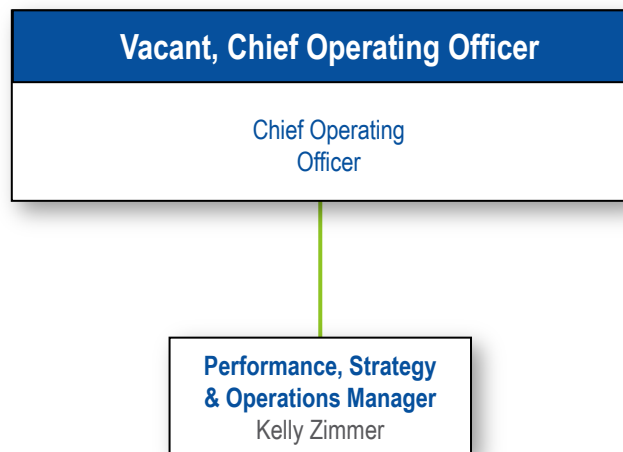 Vacant, Chief Operating Officer
Chief Operating
Officer
Performance, Strategy
& Operations Manager
Kelly Zimmer